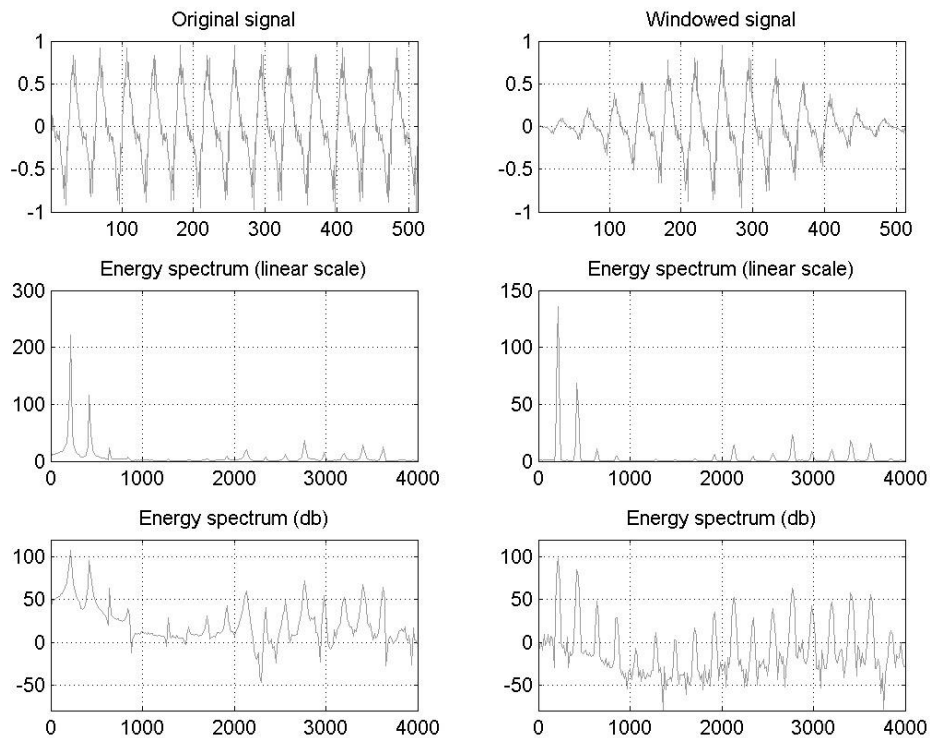 Original signal
1
0.5
0
-0.5
-1
100 200 300 400 500
Windowed signal
1
0.5
0
-0.5
-1
100 200 300 400 500
Energy spectrum (linear scale)
300
200
100
0
0 1000 2000 3000 4000
Energy spectrum (linear scale)
150
100
50
0
0 1000 2000 3000 4000
Energy spectrum (db)
100
50
0
-50
0 1000 2000 3000 4000
Energy spectrum (db)
100
50
0
-50
0 1000 2000 3000 4000